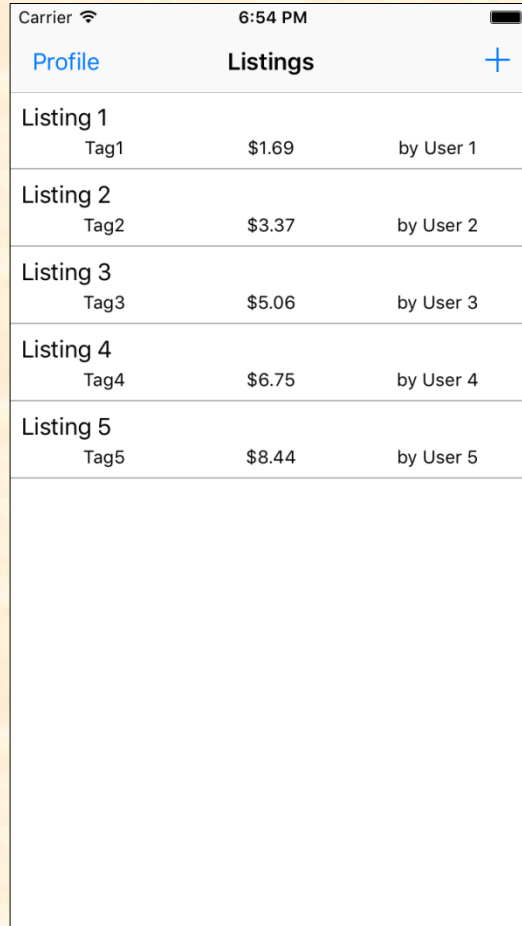 Carrier 6:54 PM
Profile Listings +
Listing 1
Tag1 $1.69 by User 1
Listing 2
Tag2 $3.37 by User 2
Listing 3
Tag3 $5.06 by User 3
Listing 4
Tag4 $6.75 by User 4
Listing 5
Tag5 $8.44 by User 5